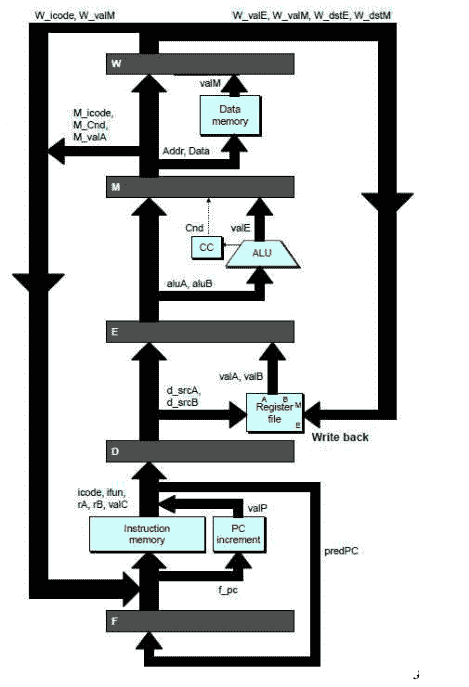 W_icode, W_valM
W_valE, W_valM, W_dstE, W_dstM
W
valM
Data
memory
M_icode,
M_Cnd,
M_valA
Addr, Data
M
Cnd
valE
CC
ALU
aluA, aluB
E
valA, valB
d_srcA,
d_srcB
A B
M
Register
file
E
Write back
D
icode, ifun,
rA, rB, valC
valP
Instruction
memory
PC
increment
predPC
f_pc
F